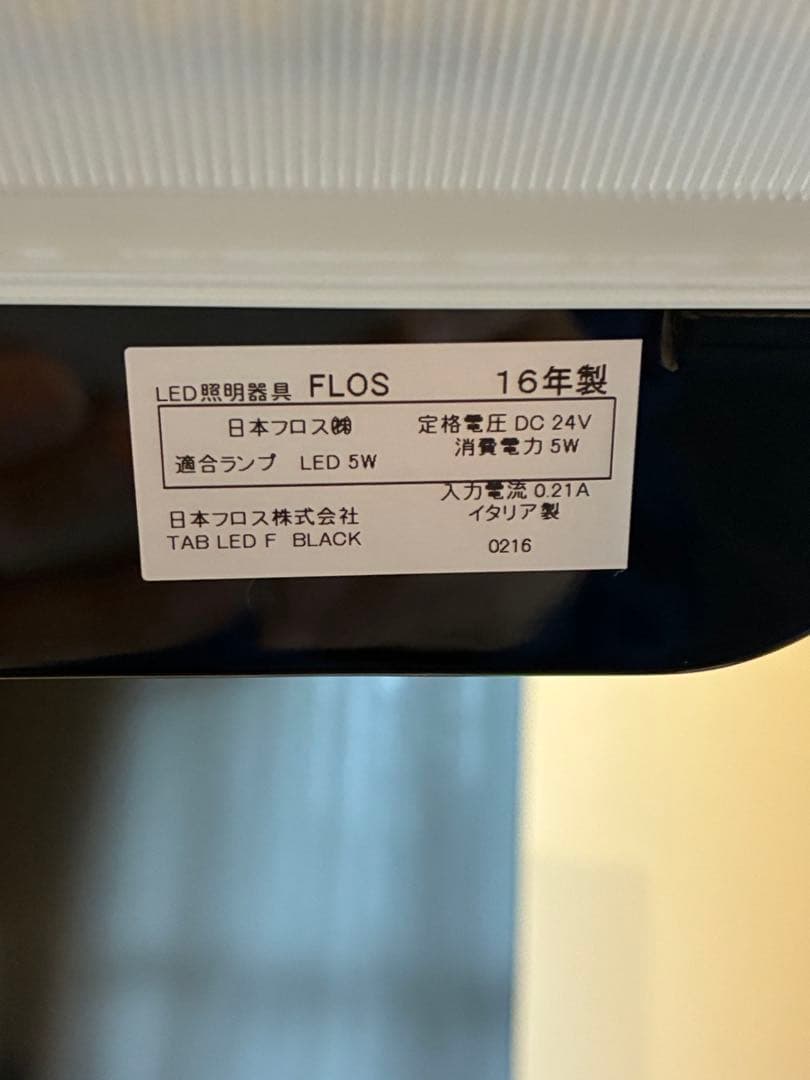 LED照明器具 FLOS 16年製
日本フロス㈱ 定格電圧 DC 24V
消費電力 5W
適合ランプ LED 5W
入力電流 0.21A
日本フロス株式会社 イタリア製
TAB LED F BLACK 0216